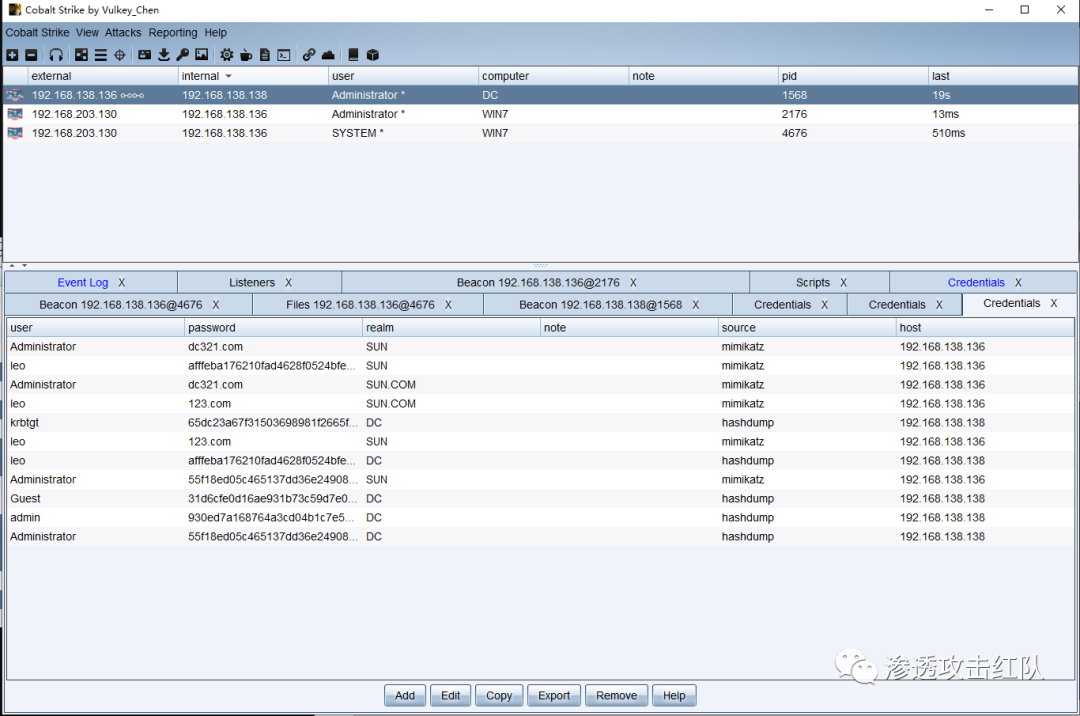 Cobalt Strike by Vulkey_Chen
Cobalt Strike View Attacks Reporting Help
external internal user computer note pid last
192.168.138.136 192.168.138.138 Administrator * DC 1568 19s
192.168.203.130 192.168.138.136 Administrator * WIN7 2176 13ms
192.168.203.130 192.168.138.136 SYSTEM * WIN7 4676 510ms
Event Log X Listeners X Beacon 192.168.138.136@2176 X Scripts X Credentials X
Beacon 192.168.138.136@4676 X Files 192.168.138.136@4676 X Beacon 192.168.138.138@1568 X Credentials X Credentials X Credentials X
user password realm note source host
Administrator dc321.com SUN mimikatz 192.168.138.136
leo afffeba176210fad4628f0524bfe... SUN mimikatz 192.168.138.136
Administrator dc321.com SUN.COM mimikatz 192.168.138.136
leo 123.com SUN.COM mimikatz 192.168.138.136
krbtgt 65dc23a67f31503698981f2665f... DC hashdump 192.168.138.138
leo 123.com SUN mimikatz 192.168.138.136
leo afffeba176210fad4628f0524bfe... DC hashdump 192.168.138.138
Administrator 55f18ed05c465137dd36e24908... SUN mimikatz 192.168.138.136
Guest 31d6cfe0d16ae931b73c59d7e0... DC hashdump 192.168.138.138
admin 930ed7a168764a3cd04b1c7e5... DC hashdump 192.168.138.138
Administrator 55f18ed05c465137dd36e24908... DC hashdump 192.168.138.138
渗透攻击红队
Add Edit Copy Export Remove Help